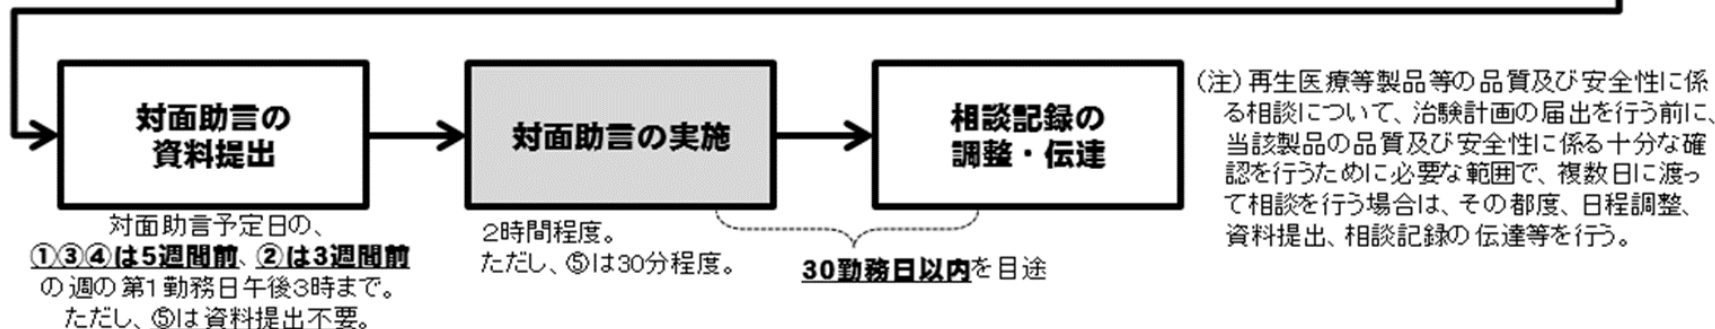 対面助言の
資料提出
対面助言予定日の、
①③④は5週間前、②は3週間前
の週の第1勤務日午後3時まで。
ただし、⑤は資料提出不要。
対面助言の実施
2時間程度。
ただし、⑤は30分程度。
相談記録の
調整・伝達
30勤務日以内を目途
(注)再生医療等製品等の品質及び安全性に係
る相談について、治験計画の届出を行う前に、
当該製品の品質及び安全性に係る十分な確
認を行うために必要な範囲で、複数日に渡っ
て相談を行う場合は、その都度、日程調整、
資料提出、相談記録の伝達等を行う。